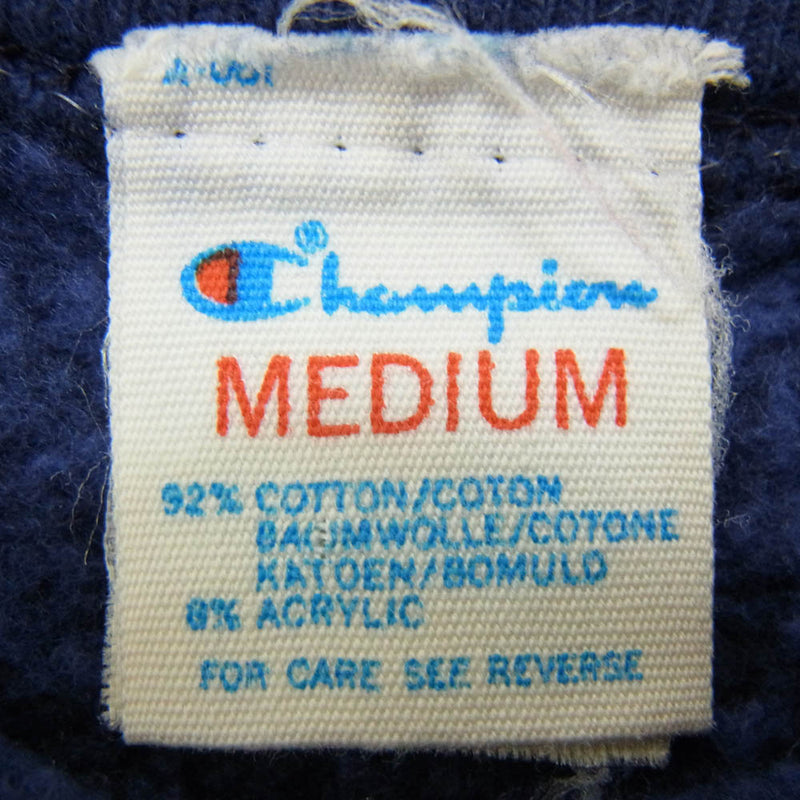 Champion®
MEDIUM
92% COTTON/COTON
BAUMWOLLE/COTONE
KATOEN/BOMULD
8% ACRYLIC
FOR CARE SEE REVERSE